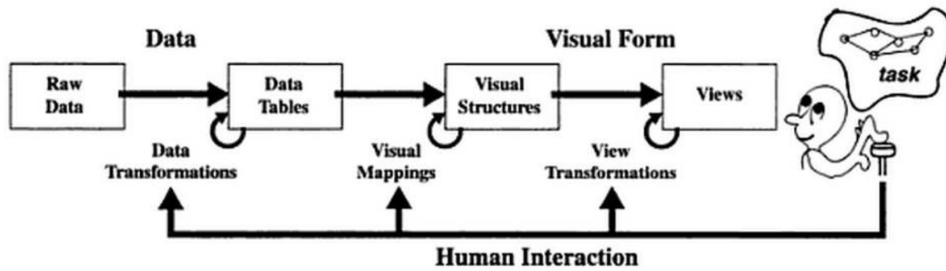 Data
Visual Form
Raw
Data
Data
Tables
Visual
Structures
Views
task
Data
Transformations
Visual
Mappings
View
Transformations
Human Interaction